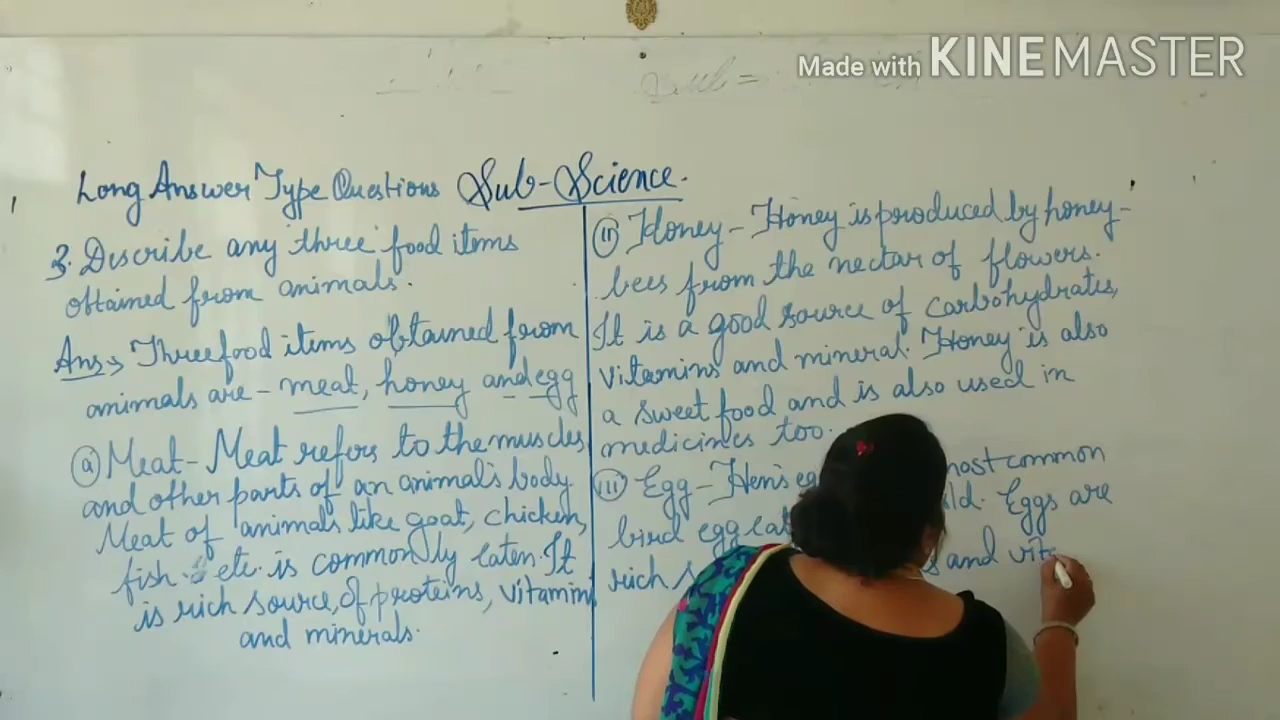 Made with KINEMASTER
Long Answer Type Questions Sub-Science.
3. Describe any three food items
obtained from animals.
Ans→ Three food items obtained from
animals are - meat, honey and egg
(a) Meat - Meat refers to the muscles
and other parts of an animal's body
Meat of animals like goat, chicken,
fish etc. is commonly eaten. It
is rich source, of proteins, vitamins
and minerals.
(ii) Honey - Honey is produced by honey-
bees from the nectar of flowers.
It is a good source of carbohydrates,
vitamins and mineral. Honey is also
a sweet food and is also used in
medicines too.
(iii) Egg - Hen's most common
bird egg Eggs are
rich and vit